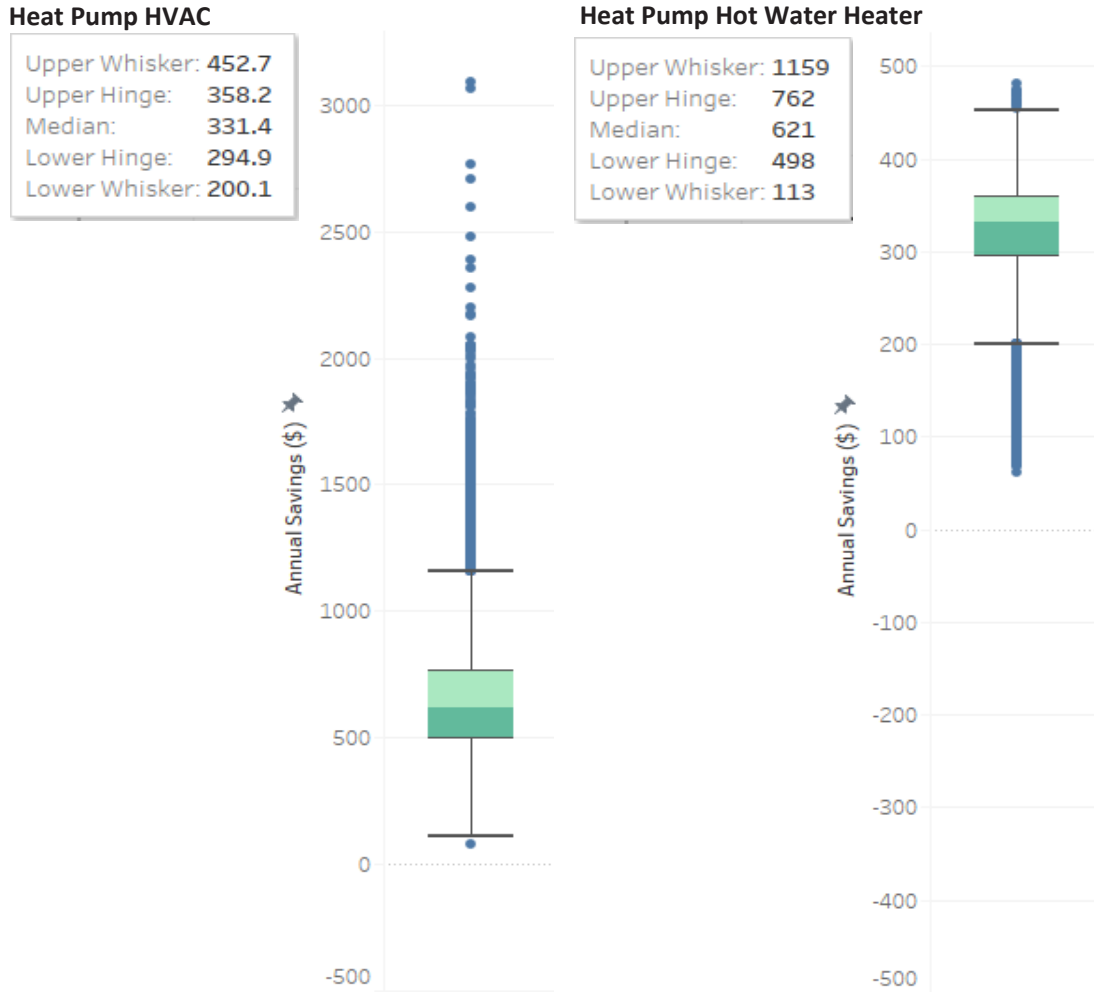 Heat Pump HVAC
Upper Whisker: 452.7
Upper Hinge: 358.2
Median: 331.4
Lower Hinge: 294.9
Lower Whisker: 200.1
Annual Savings ($)
3000
2500
2000
1500
1000
500
0
-500
Heat Pump Hot Water Heater
Upper Whisker: 1159
Upper Hinge: 762
Median: 621
Lower Hinge: 498
Lower Whisker: 113
Annual Savings ($)
500
400
300
200
100
0
-100
-200
-300
-400
-500